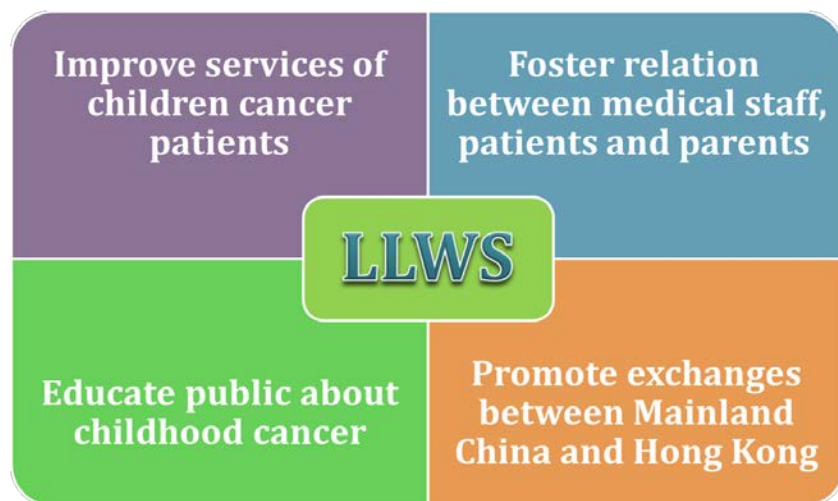 Improve services of
children cancer
patients
Foster relation
between medical staff,
patients and parents
LLWS
Educate public about
childhood cancer
Promote exchanges
between Mainland
China and Hong Kong